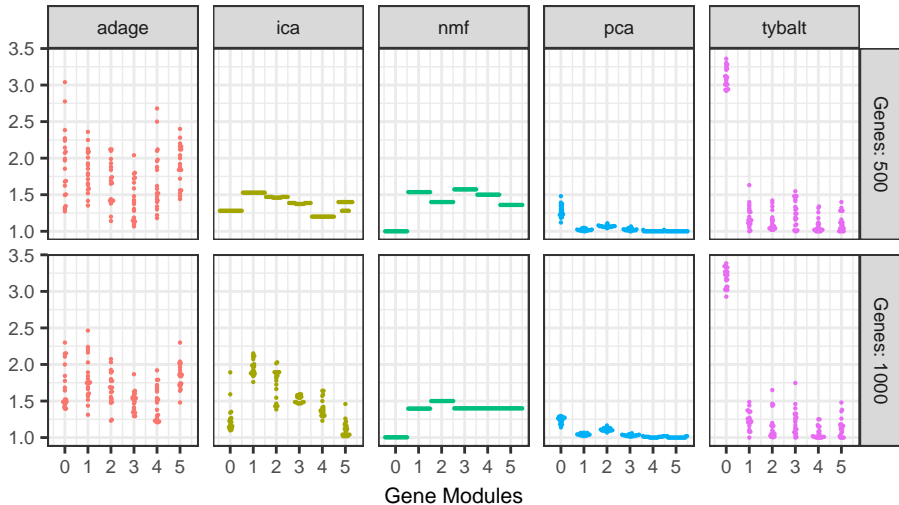 adage ica nmf pca tybalt
3.5
3.0
2.5
2.0
1.5
1.0
Genes: 500
3.5
3.0
2.5
2.0
1.5
1.0
Genes: 1000
0 1 2 3 4 5 0 1 2 3 4 5 0 1 2 3 4 5 0 1 2 3 4 5 0 1 2 3 4 5
Gene Modules